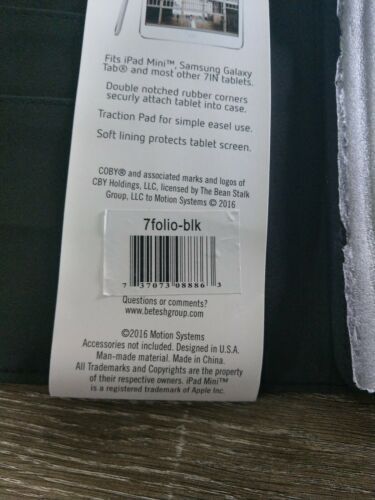 Fits iPad Mini™, Samsung Galaxy
Tab® and most other 7IN tablets.
Double notched rubber corners
securly attach tablet into case.
Traction Pad for simple easel use.
Soft lining protects tablet screen.
COBY® and associated marks and logos of
CBY Holdings, LLC, licensed by The Bean Stalk
Group, LLC to Motion Systems © 2016
7folio-blk
7 37073 08886 3
Questions or comments?
www.beteshgroup.com
©2016 Motion Systems
Accessories not included. Designed in U.S.A.
Man-made material. Made in China.
All Trademarks and Copyrights are the property
of their respective owners. iPad Mini™
is a registered trademark of Apple Inc.